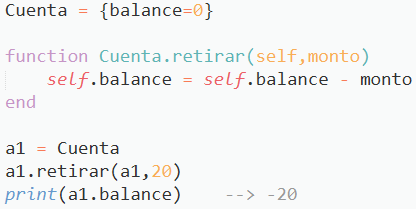 Cuenta = {balance=0}
function Cuenta.retirar(self,monto)
    self.balance = self.balance - monto
end
a1 = Cuenta
a1.retirar(a1,20)
print(a1.balance)    --> -20